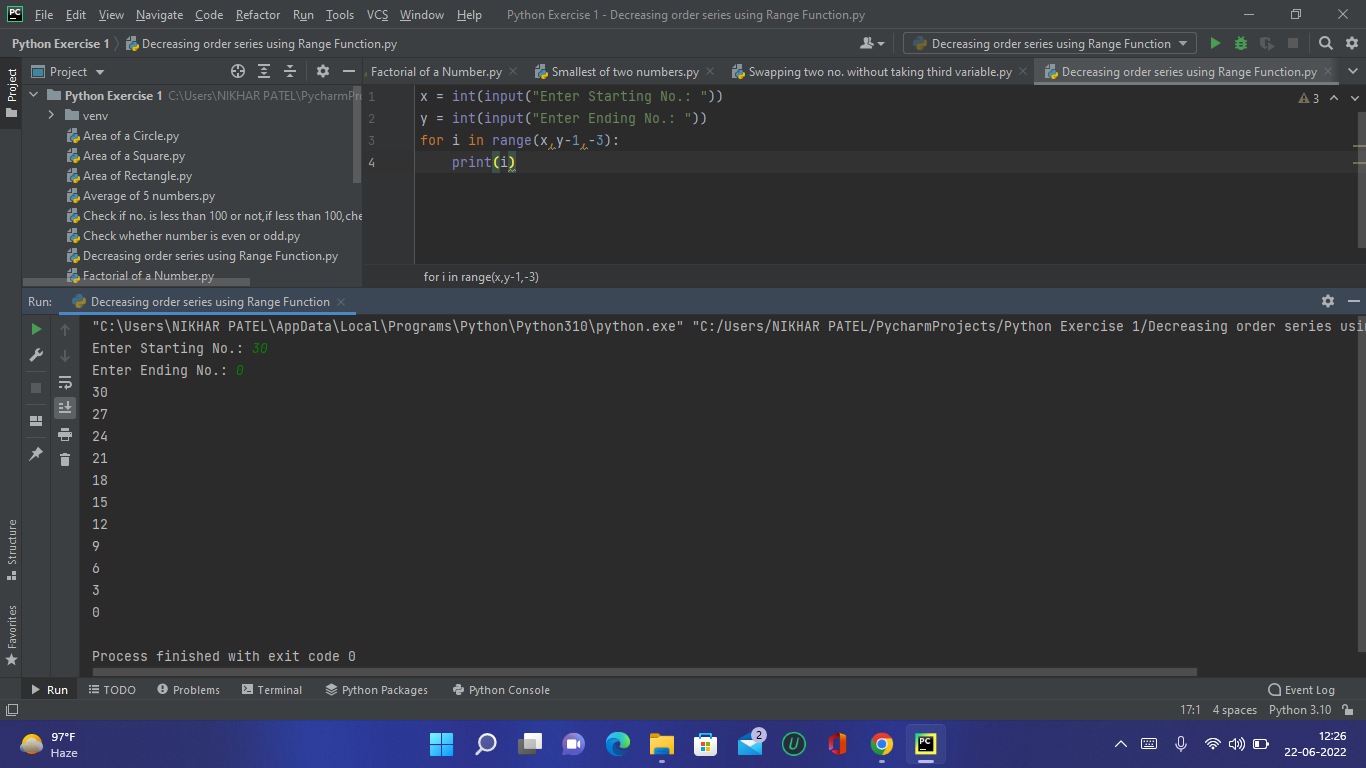 PC File Edit View Navigate Code Refactor Run Tools VCS Window Help Python Exercise 1 - Decreasing order series using Range Function.py
Python Exercise 1 Decreasing order series using Range Function.py Decreasing order series using Range Function
Project Project Factorial of a Number.py Smallest of two numbers.py Swapping two no. without taking third variable.py Decreasing order series using Range Function.py
Python Exercise 1 C:\Users\NIKHAR PATEL\PycharmPr
venv
Area of a Circle.py
Area of a Square.py
Area of Rectangle.py
Average of 5 numbers.py
Check if no. is less than 100 or not,if less than 100,che
Check whether number is even or odd.py
Decreasing order series using Range Function.py
Factorial of a Number.py
1 x = int(input("Enter Starting No.: "))
2 y = int(input("Enter Ending No.: "))
3 for i in range(x,y-1,-3):
4 print(i)
3
for i in range(x,y-1,-3)
Run: Decreasing order series using Range Function
"C:\Users\NIKHAR PATEL\AppData\Local\Programs\Python\Python310\python.exe" "C:/Users/NIKHAR PATEL/PycharmProjects/Python Exercise 1/Decreasing order series usin
Enter Starting No.: 30
Enter Ending No.: 0
30
27
24
21
18
15
12
9
6
3
0
Process finished with exit code 0
Structure
Favorites
Run TODO Problems Terminal Python Packages Python Console Event Log
17:1 4 spaces Python 3.10
97°F
Haze
2
U
PC
12:26
22-06-2022